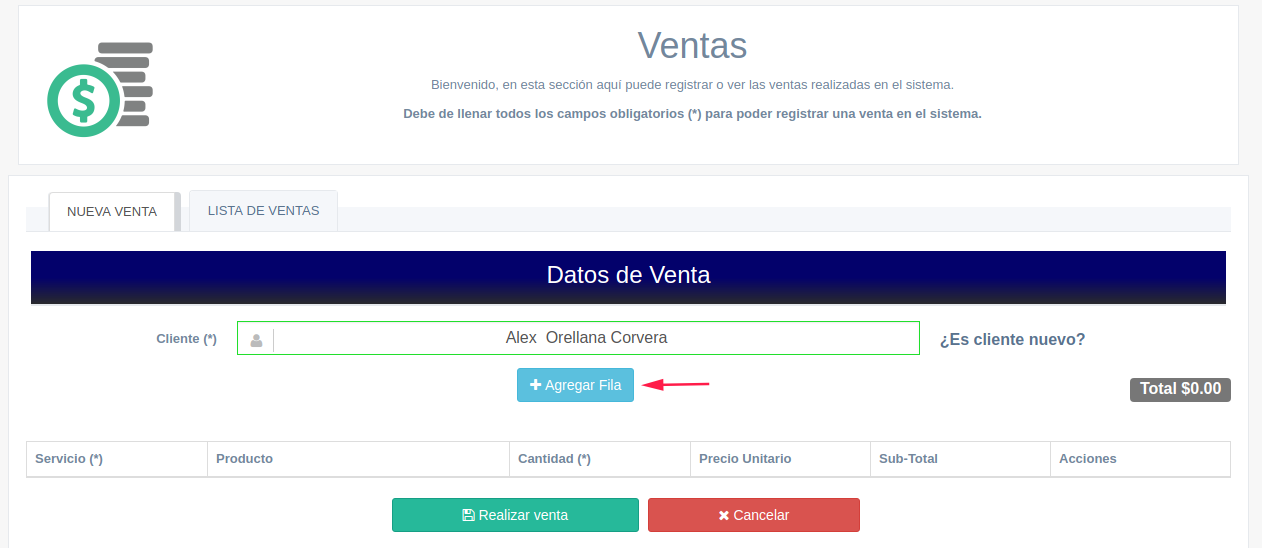 Ventas
Bienvenido, en esta sección aquí puede registrar o ver las ventas realizadas en el sistema.
Debe de llenar todos los campos obligatorios (*) para poder registrar una venta en el sistema.
NUEVA VENTA LISTA DE VENTAS
Datos de Venta
Cliente (*) Alex Orellana Corvera ¿Es cliente nuevo?
Agregar Fila
Total $0.00
Servicio (*) Producto Cantidad (*) Precio Unitario Sub-Total Acciones
Realizar venta Cancelar